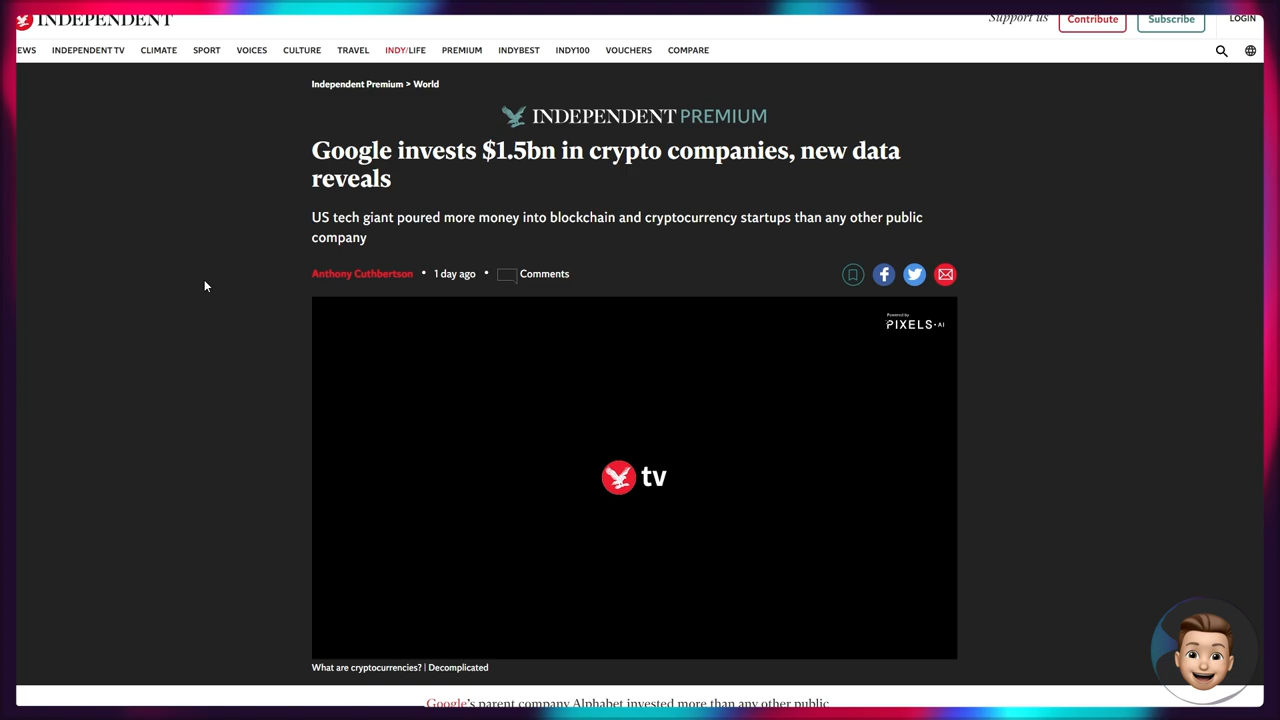 INDEPENDENT
Support us
Contribute
Subscribe
LOGIN
EWS INDEPENDENT TV CLIMATE SPORT VOICES CULTURE TRAVEL INDY/LIFE PREMIUM INDYBEST INDY100 VOUCHERS COMPARE
Independent Premium > World
INDEPENDENT PREMIUM
Google invests $1.5bn in crypto companies, new data
reveals
US tech giant poured more money into blockchain and cryptocurrency startups than any other public
company
Anthony Cuthbertson • 1 day ago • Comments
Powered by
PIXELS.AI
tv
What are cryptocurrencies? | Decomplicated
Google's parent company Alphabet invested more than any other public